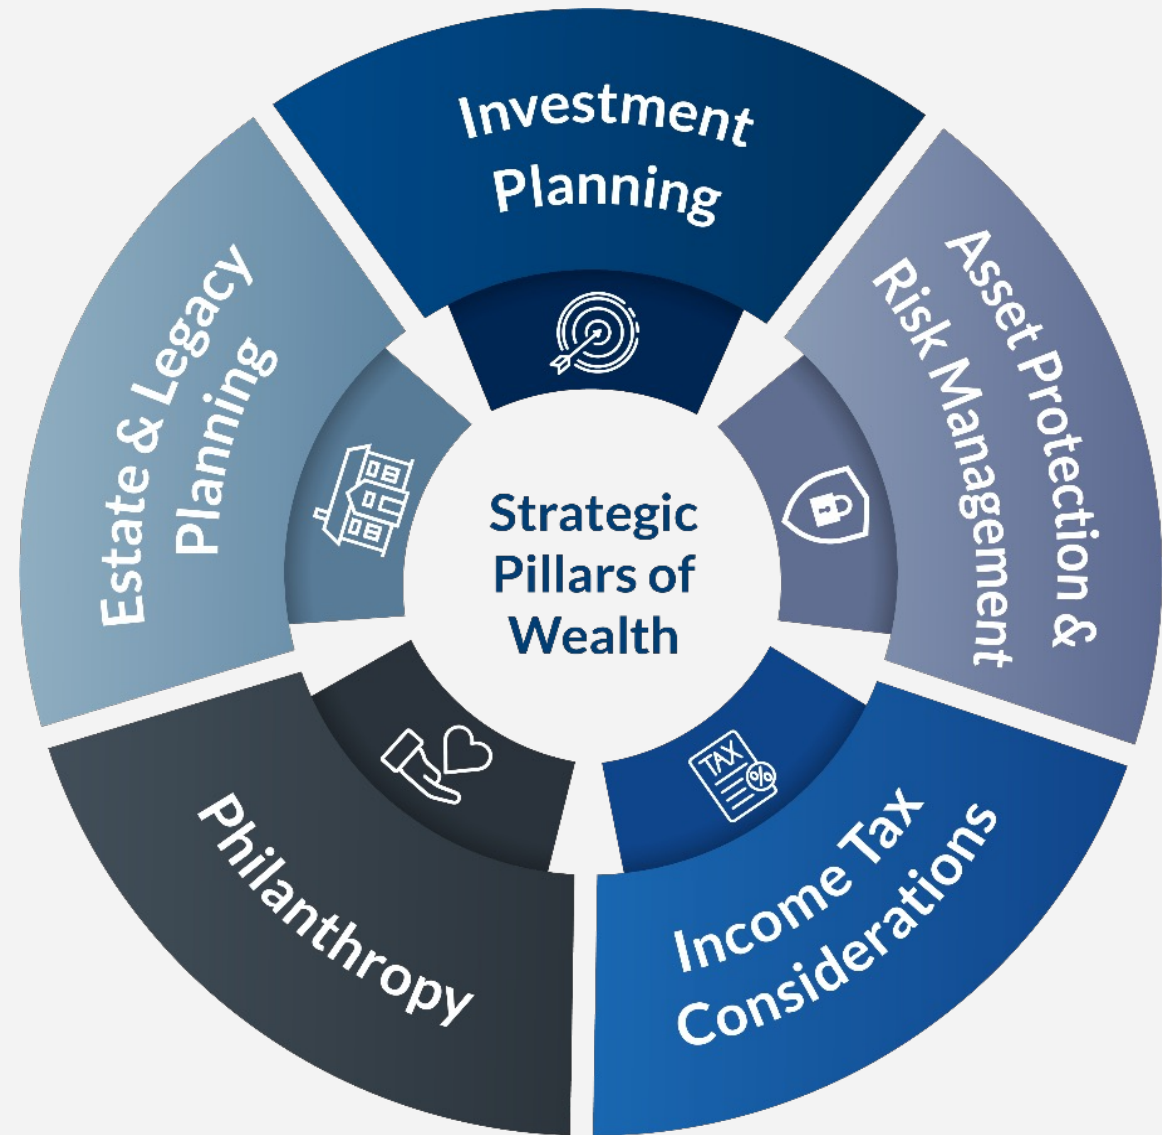 Investment
Planning
Asset Protection &
Risk Management
Income Tax
Considerations
Philanthropy
Estate & Legacy
Planning
Strategic
Pillars of
Wealth
TAX
%